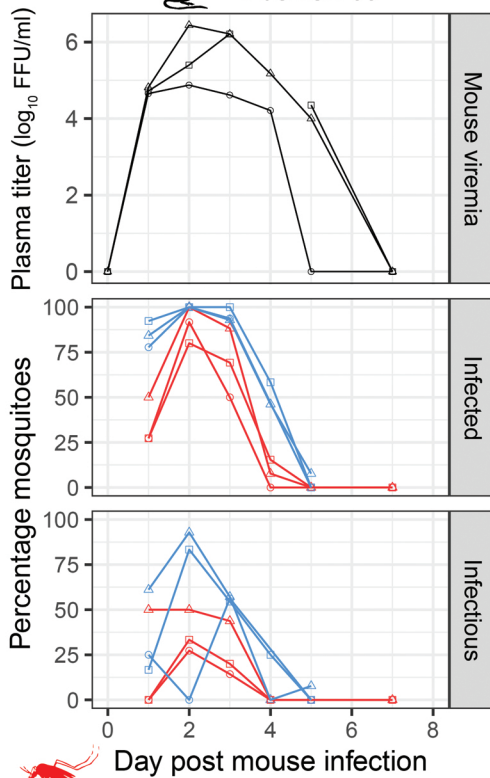 Plasma titer (log10 FFU/ml)
6
4
2
0
Mouse viremia
Percentage mosquitoes
100
75
50
25
0
Infected
100
75
50
25
0
Infectious
0 2 4 6 8
Day post mouse infection